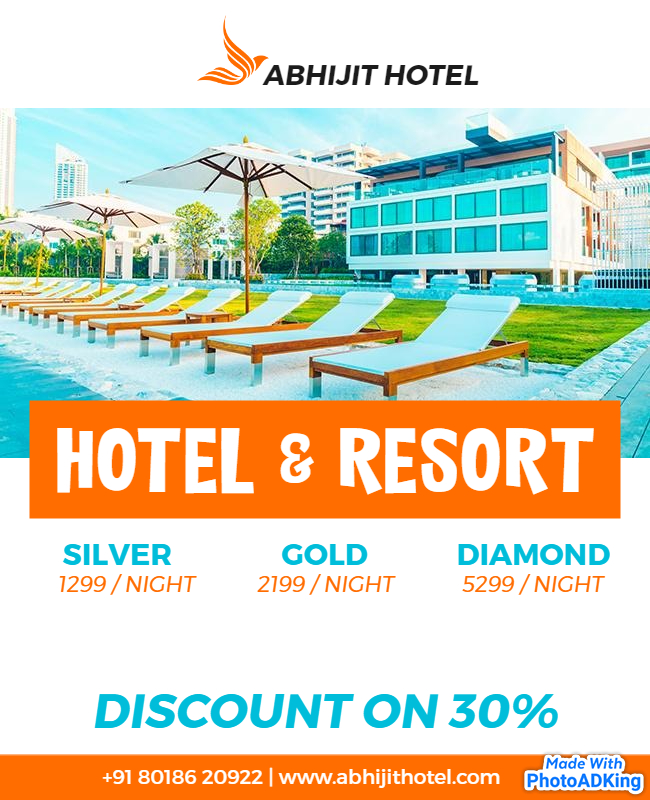 ABHIJIT HOTEL
HOTEL & RESORT
SILVER GOLD DIAMOND
1299 / NIGHT 2199 / NIGHT 5299 / NIGHT
DISCOUNT ON 30%
+91 80186 20922 | www.abhijithotel.com
Made With
PhotoADKing